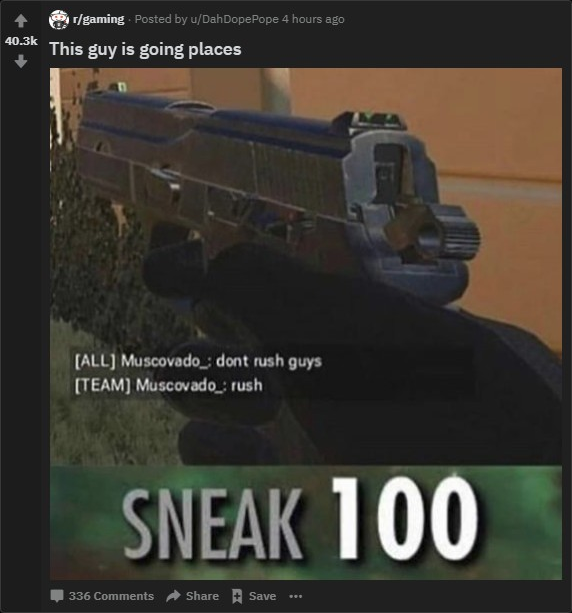 r/gaming · Posted by u/DahDopePope 4 hours ago
40.3k
This guy is going places
[ALL] Muscovado_: dont rush guys
[TEAM] Muscovado_: rush
SNEAK 100
336 Comments Share Save ···